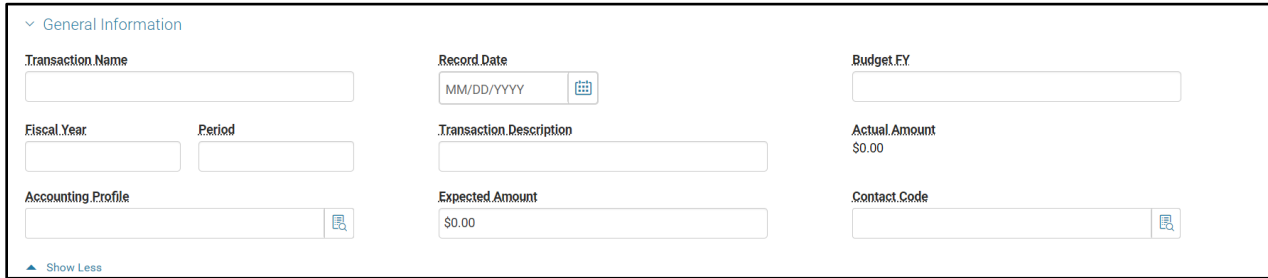 General Information
Transaction Name Record Date Budget FY
MM/DD/YYYY
Fiscal Year Period Transaction Description Actual Amount
$0.00
Accounting Profile Expected Amount Contact Code
$0.00
Show Less